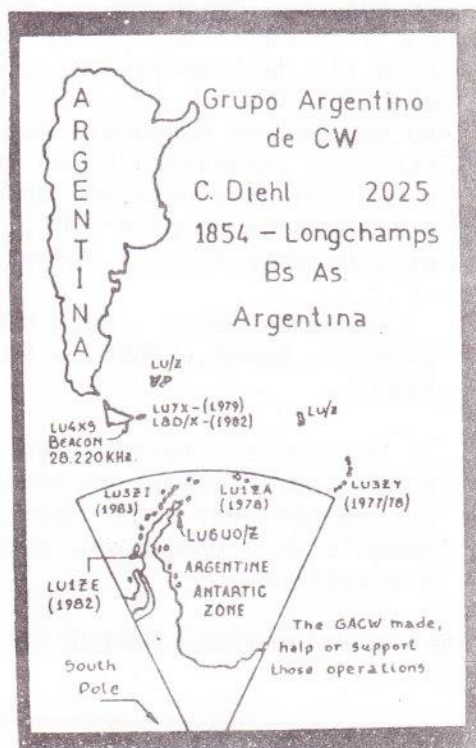 ARGENTINA
Grupo Argentino
de CW
C. Diehl 2025
1854 – Longchamps
Bs As.
Argentina
LU/Z
LU4XS
BEACON
28.220 KHz.
LU7X-(1979)
L8D/X-(1982)
LU/Z
LU3ZI
(1983)
LU1ZA
(1978)
LU3ZY
(1977/78)
LU6UO/Z
LU1ZE
(1982)
ARGENTINE
ANTARTIC
ZONE
The GACW made,
help or support
those operations.
South
Pole